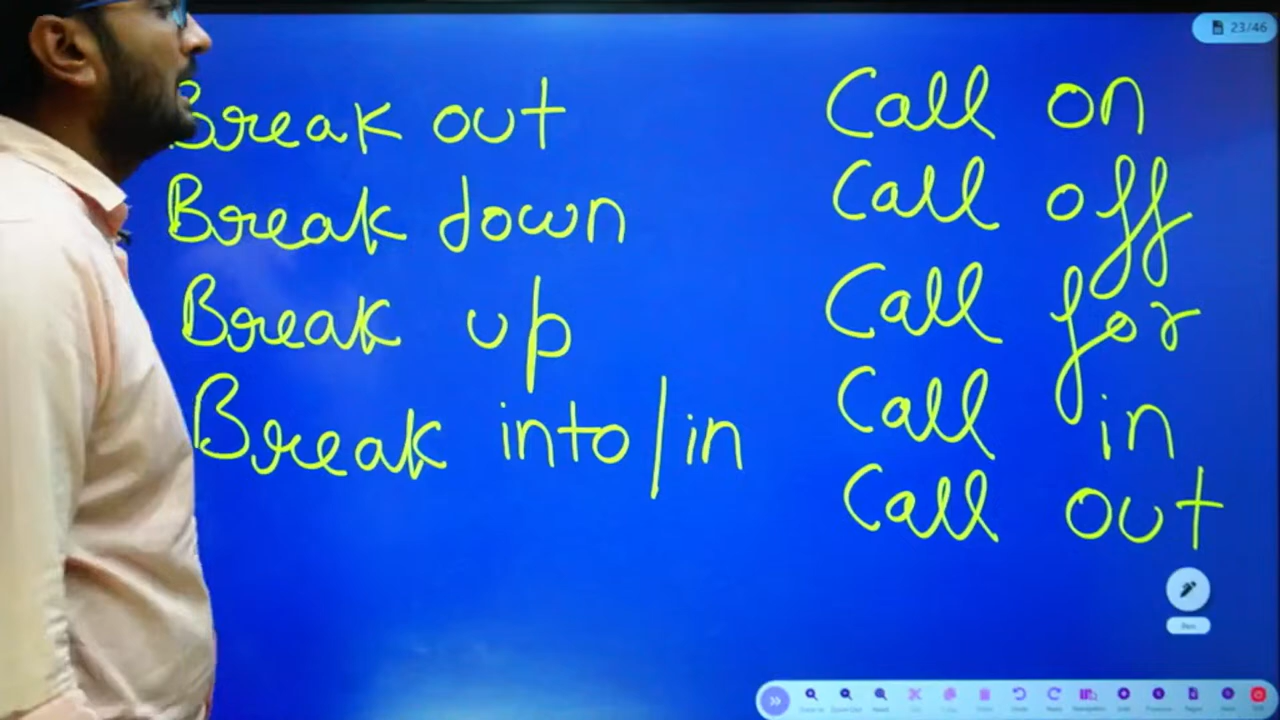 23/46
Break out
Break down
Break up
Break into/in
Call on
Call off
Call for
Call in
Call out
Pen